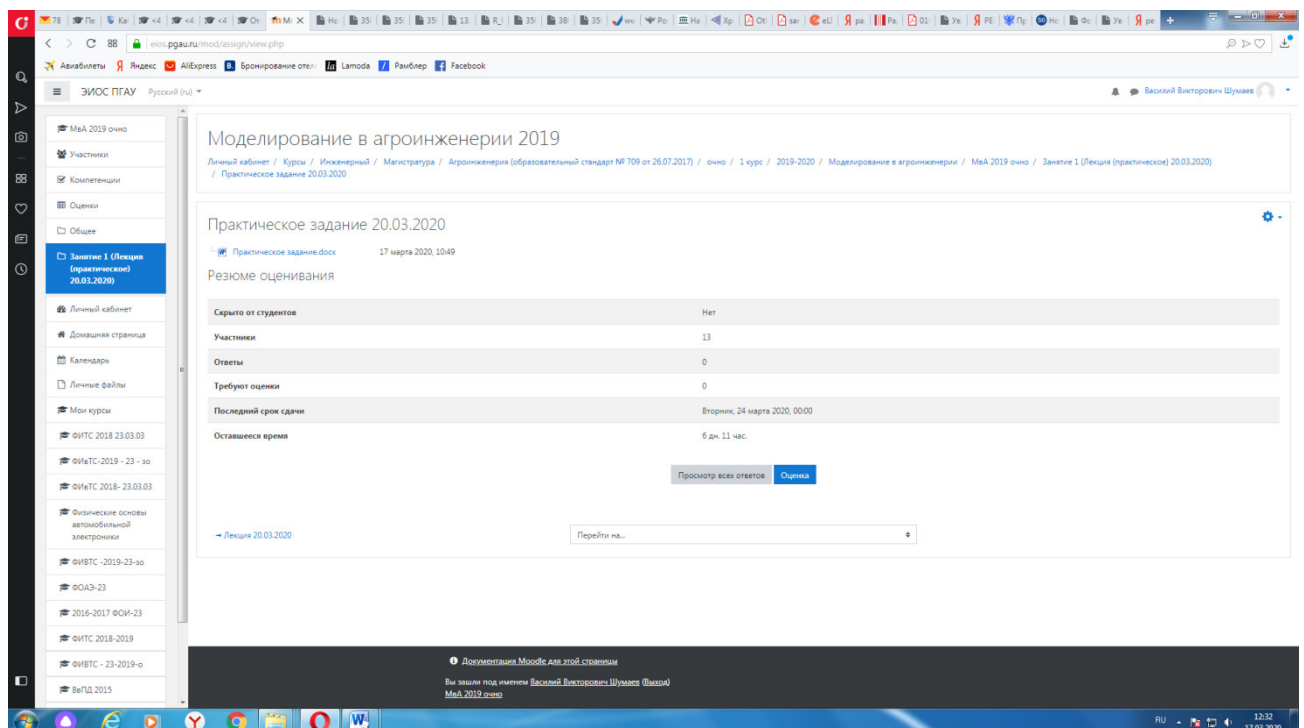 eios.pgau.ru/mod/assign/view.php
Авиабилеты Яндекс AliExpress Бронирование отел Lamoda Рамблер Facebook
ЭИОС ПГАУ Русский (ru)
Василий Викторович Шумаев
МвА 2019 очно
Участники
Компетенции
Оценки
Общее
Занятие 1 (Лекция
(практическое)
20.03.2020)
Личный кабинет
Домашняя страница
Календарь
Личные файлы
Мои курсы
ФИТС 2018 23.03.03
ФИвТС-2019 - 23 - зо
ФИвТС 2018- 23.03.03
Физические основы
автомобильной
электроники
ФИВТС -2019-23-зо
ФОАЭ-23
2016-2017 ФОИ-23
ФИТС 2018-2019
ФИВТС - 23-2019-о
ВвПД 2015
Моделирование в агроинженерии 2019
Личный кабинет / Курсы / Инженерный / Магистратура / Агроинженерия (образовательный стандарт № 709 от 26.07.2017) / очно / 1 курс / 2019-2020 / Моделирование в агроинженерии / МвА 2019 очно / Занятие 1 (Лекция (практическое) 20.03.2020)
/ Практическое задание 20.03.2020
Практическое задание 20.03.2020
Практическое задание.docx 17 марта 2020, 10:49
Резюме оценивания
Скрыто от студентов Нет
Участники 13
Ответы 0
Требуют оценки 0
Последний срок сдачи Вторник, 24 марта 2020, 00:00
Оставшееся время 6 дн. 11 час.
Просмотр всех ответов Оценка
→ Лекция 20.03.2020 Перейти на...
Документация Moodle для этой страницы
Вы зашли под именем Василий Викторович Шумаев (Выход)
МвА 2019 очно
RU 12:32
17.03.2020